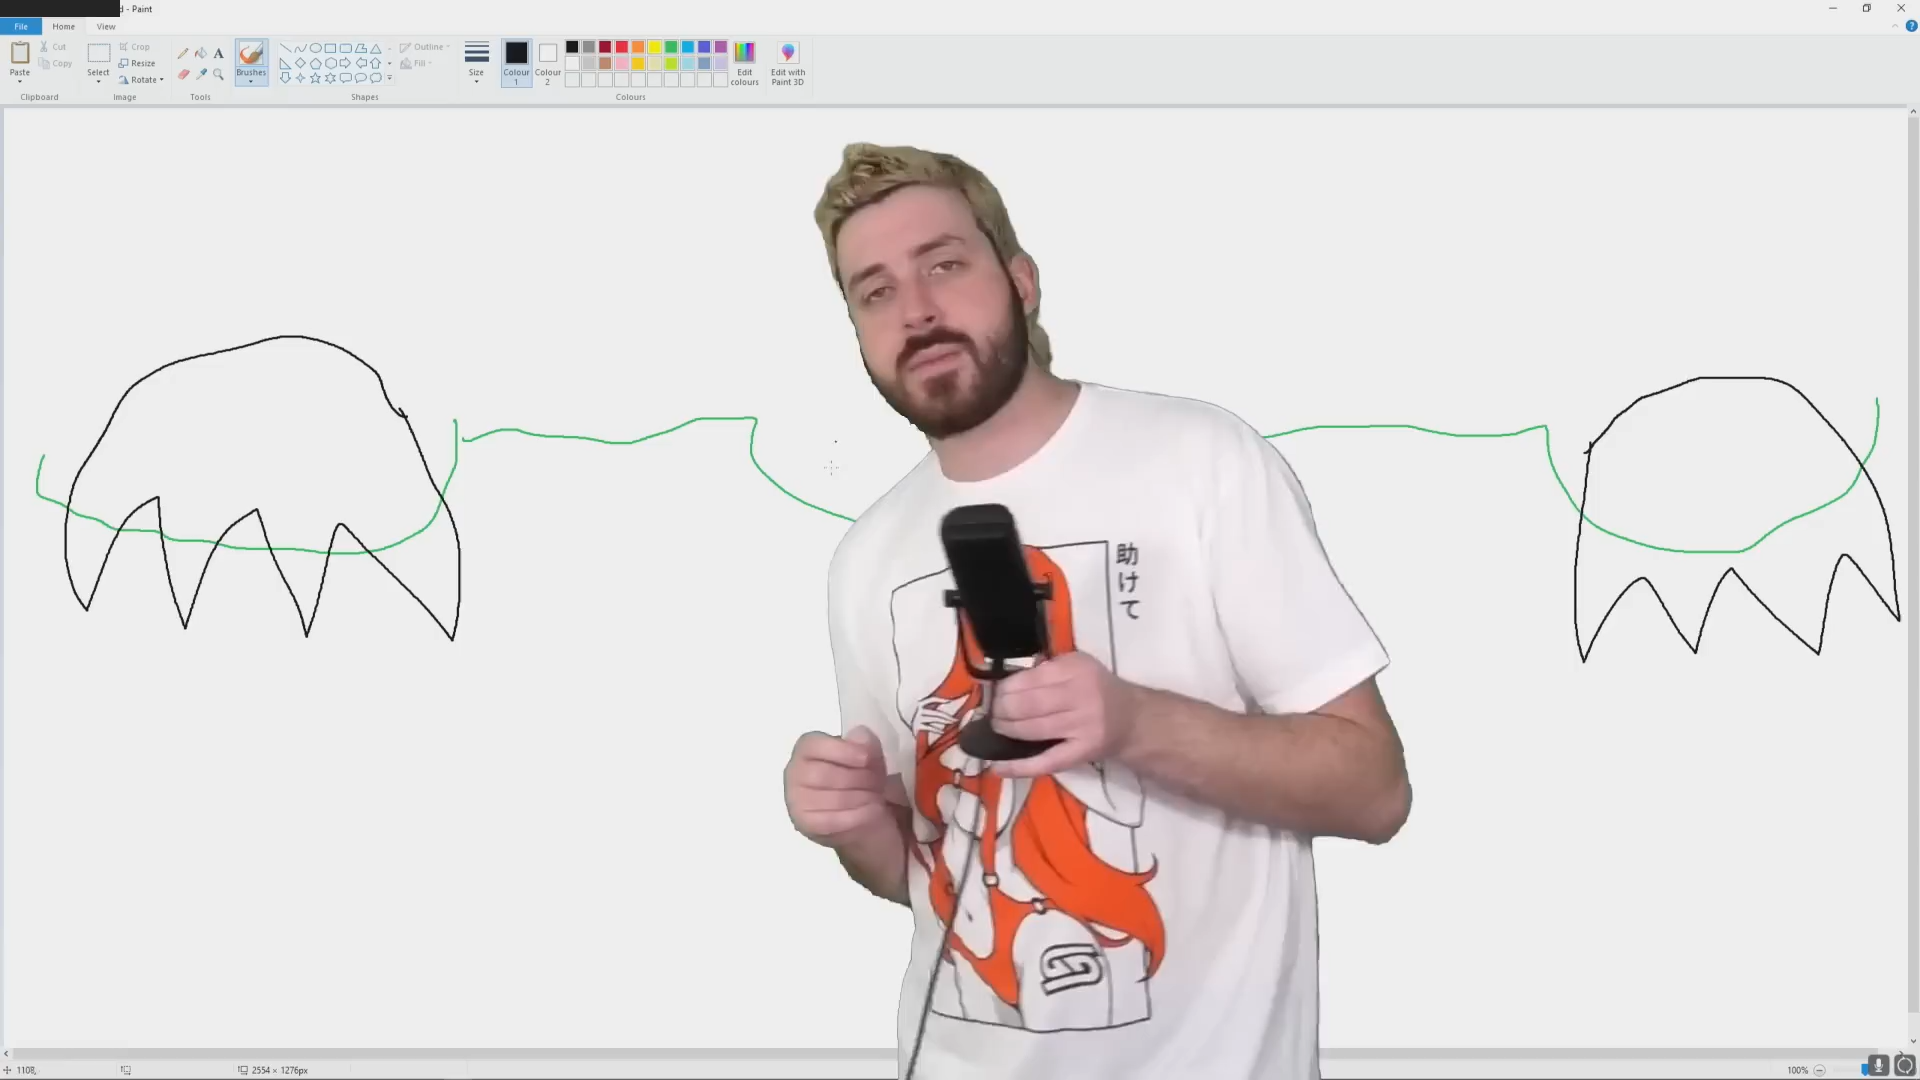 d - Paint
File Home View
Paste
Cut
Copy
Clipboard
Select
Crop
Resize
Rotate
Image
A
Tools
Brushes
Outline
Fill
Shapes
Size
Colour 1
Colour 2
Edit colours
Edit with Paint 3D
Colours
助けて
1108,
2554 × 1276px
100%